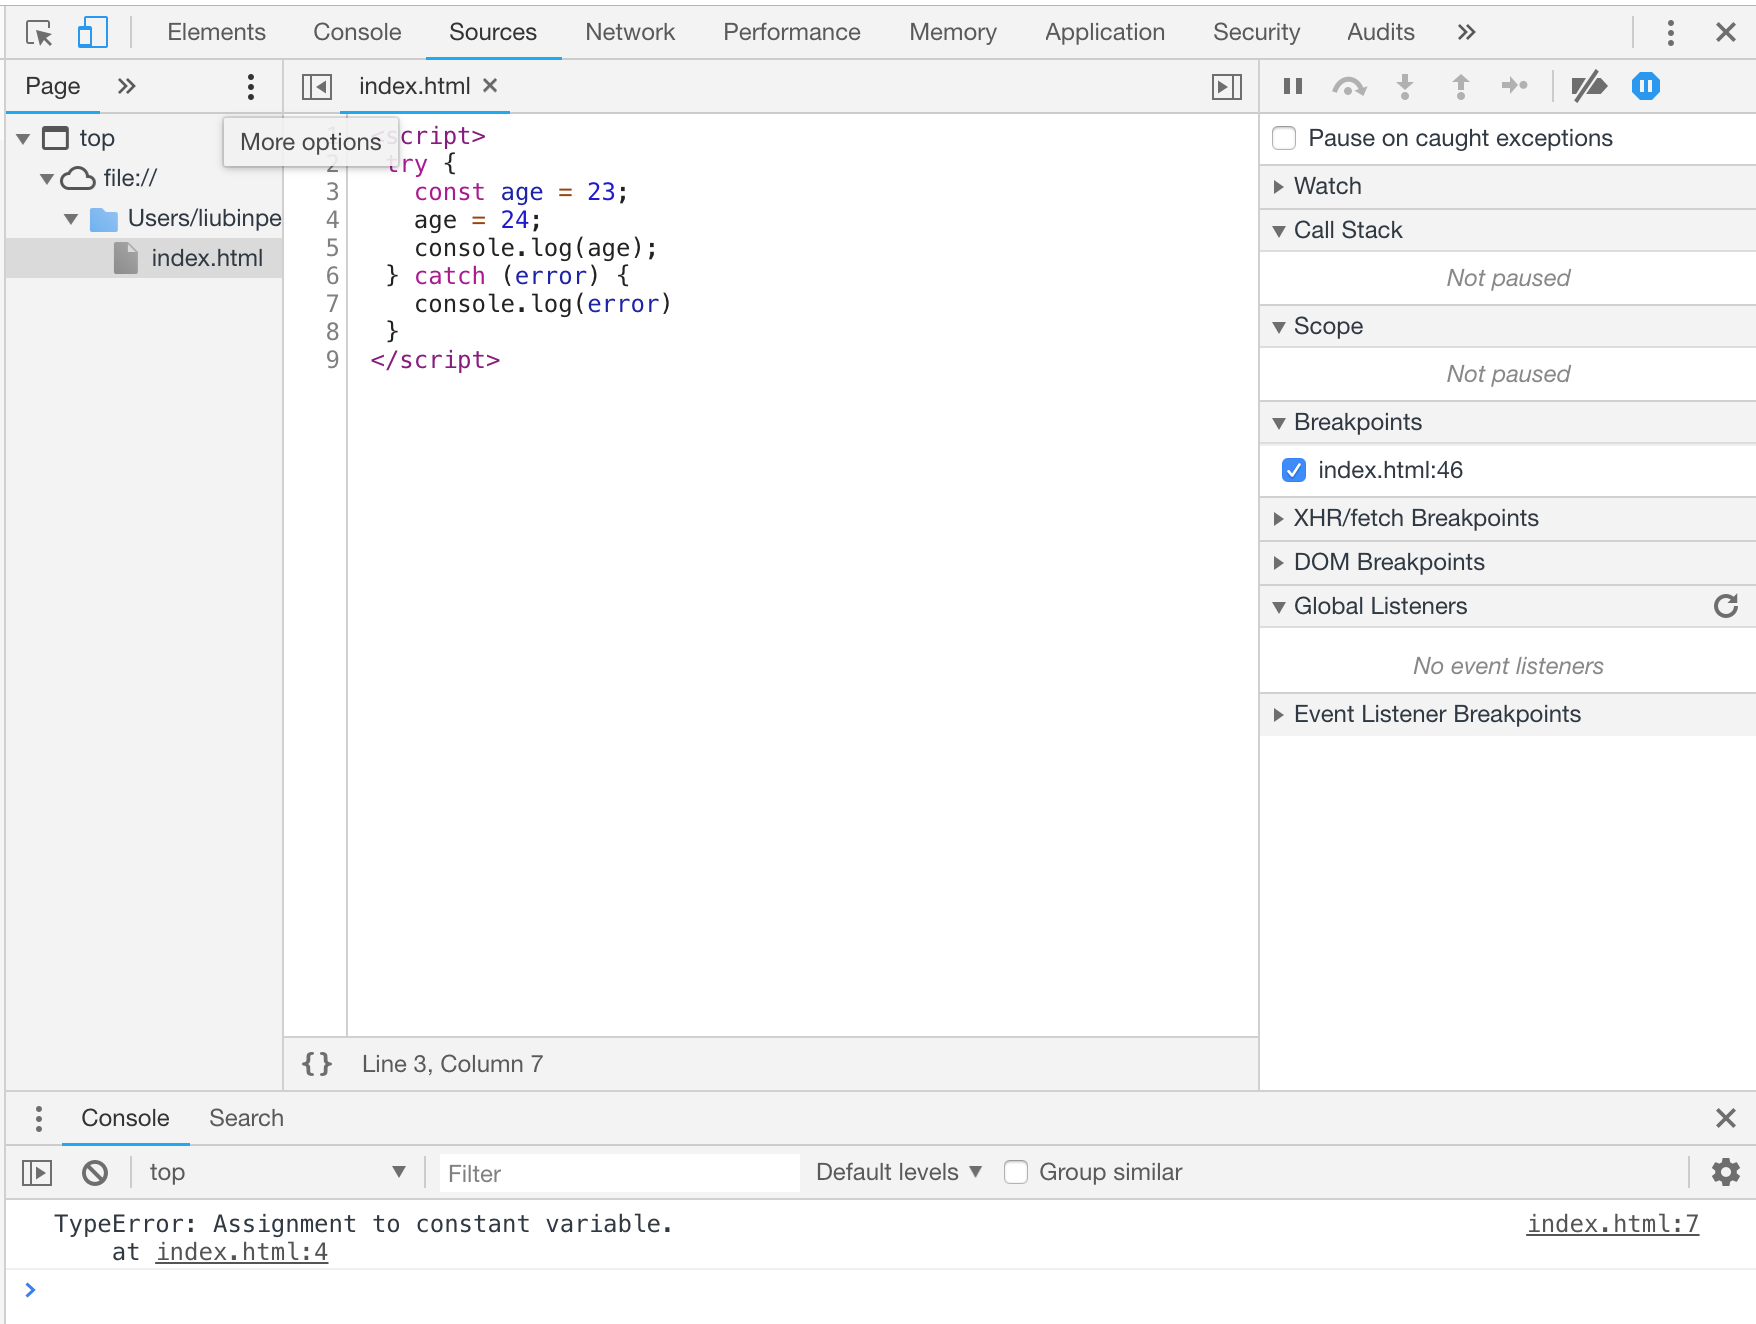 Elements Console Sources Network Performance Memory Application Security Audits »
Page »
index.html ×
More options
top
file://
Users/liubinpe
index.html
1 <script>
2 try {
3 const age = 23;
4 age = 24;
5 console.log(age);
6 } catch (error) {
7 console.log(error)
8 }
9 </script>
{} Line 3, Column 7
Pause on caught exceptions
Watch
Call Stack
Not paused
Scope
Not paused
Breakpoints
index.html:46
XHR/fetch Breakpoints
DOM Breakpoints
Global Listeners
No event listeners
Event Listener Breakpoints
Console Search
top Filter Default levels Group similar
TypeError: Assignment to constant variable. index.html:7
at index.html:4
>